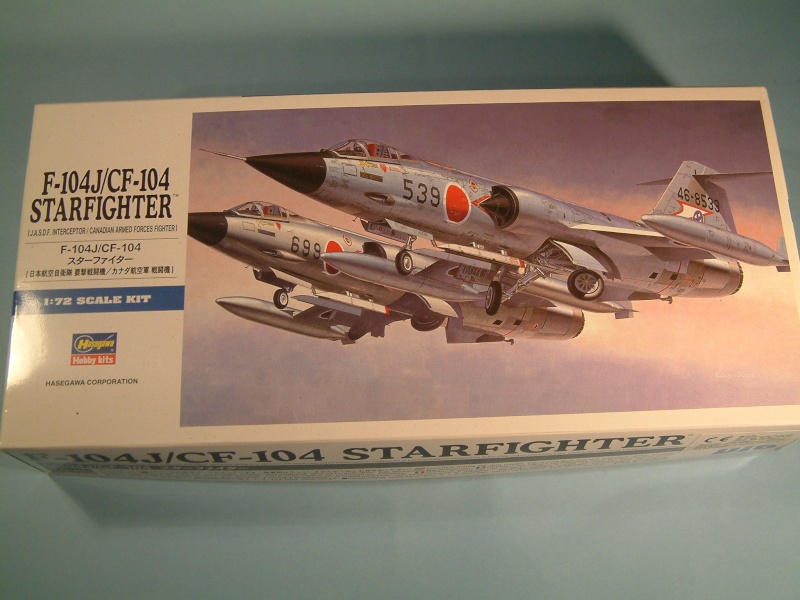 F-104J/CF-104
STARFIGHTER™
[J.A.S.D.F. INTERCEPTOR / CANADIAN ARMED FORCES FIGHTER]
F-104J/CF-104
スターファイター
[日本航空自衛隊 要撃戦闘機／カナダ航空軍 戦闘機]
1:72 SCALE KIT
Hasegawa
Hobby kits
HASEGAWA CORPORATION
539
46-8539
699
F-104J/CF-104 STARFIGHTER
CE